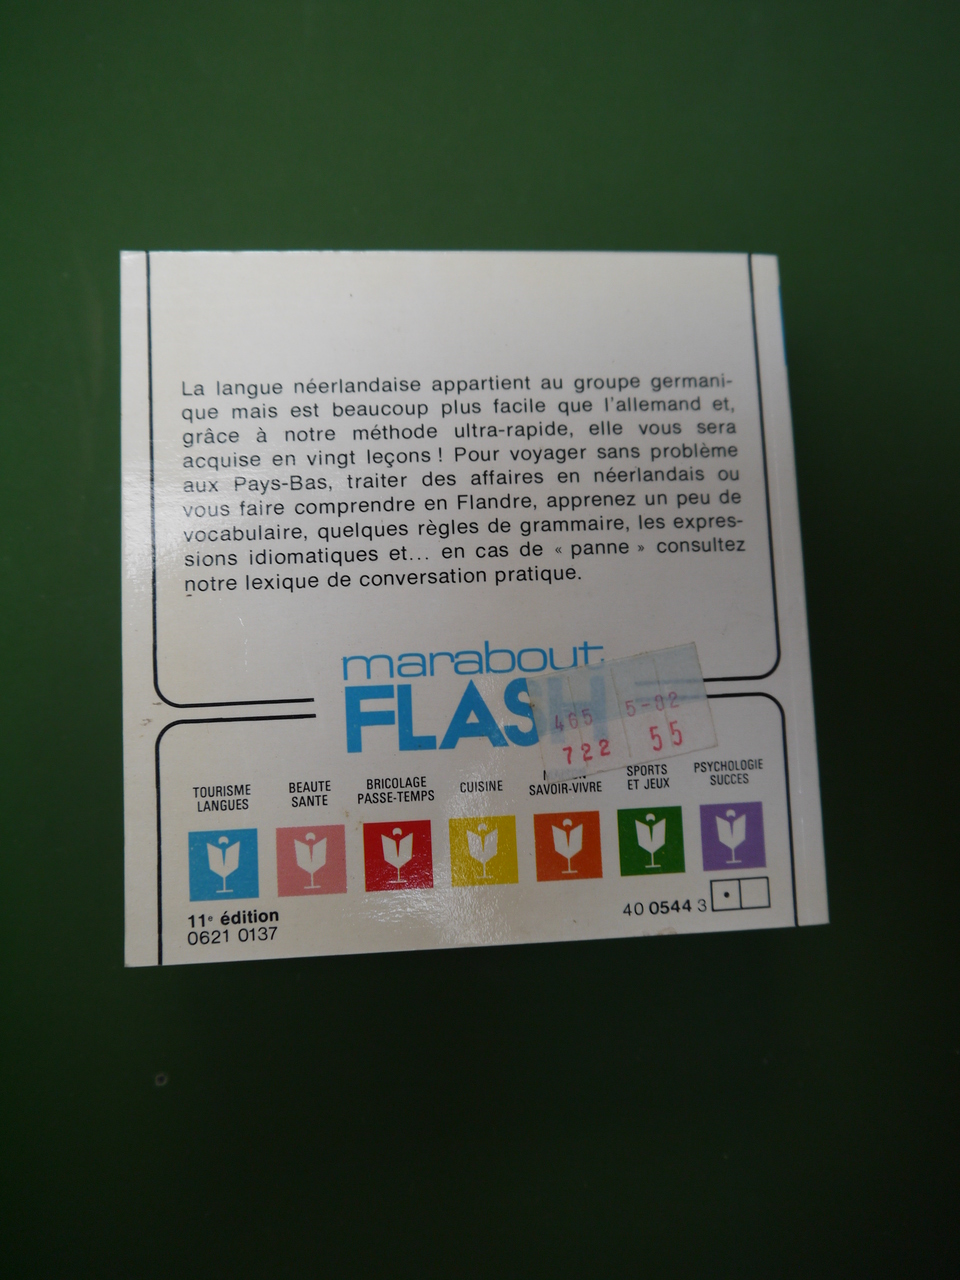 La langue néerlandaise appartient au groupe germani-
que mais est beaucoup plus facile que l'allemand et,
grâce à notre méthode ultra-rapide, elle vous sera
acquise en vingt leçons ! Pour voyager sans problème
aux Pays-Bas, traiter des affaires en néerlandais ou
vous faire comprendre en Flandre, apprenez un peu de
vocabulaire, quelques règles de grammaire, les expres-
sions idiomatiques et... en cas de « panne » consultez
notre lexique de conversation pratique.
marabout
FLASH
465 5-82
722 55
TOURISME
LANGUES
BEAUTE
SANTE
BRICOLAGE
PASSE-TEMPS
CUISINE
SAVOIR-VIVRE
SPORTS
ET JEUX
PSYCHOLOGIE
SUCCES
11e édition
0621 0137
40 0544 3